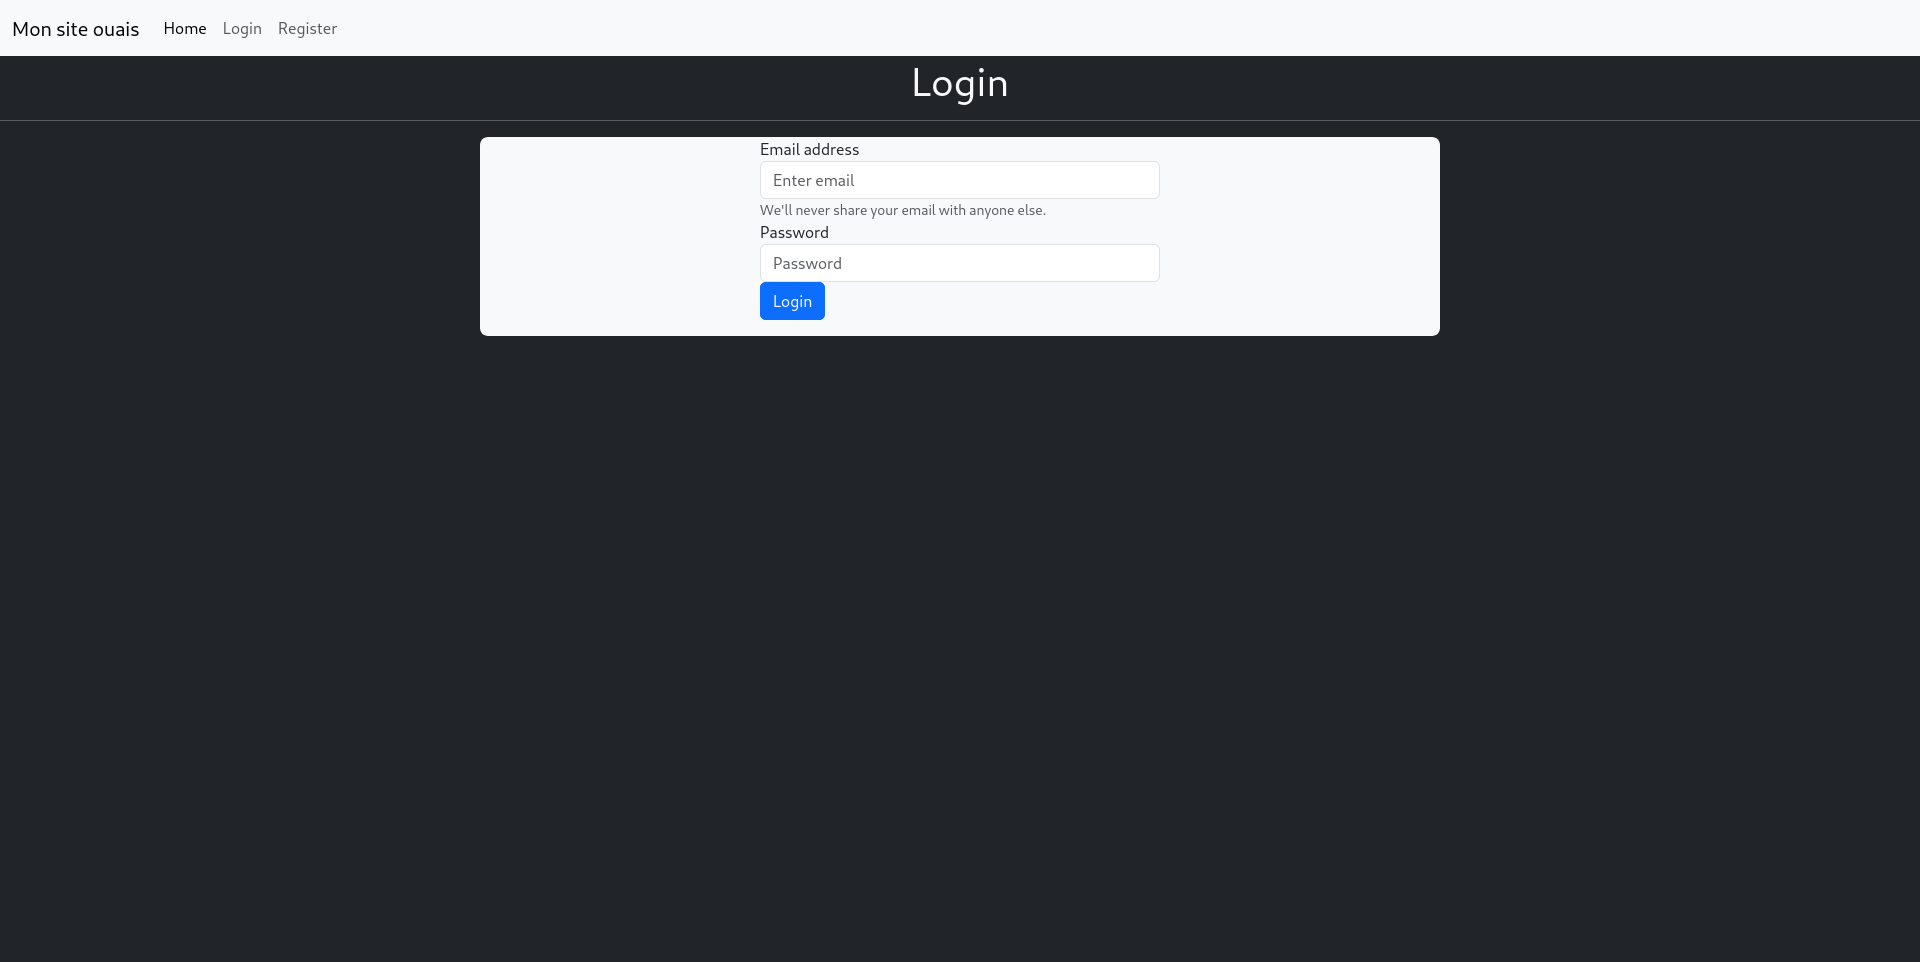 Mon site ouais Home Login Register
Login
Email address
Enter email
We'll never share your email with anyone else.
Password
Password
Login